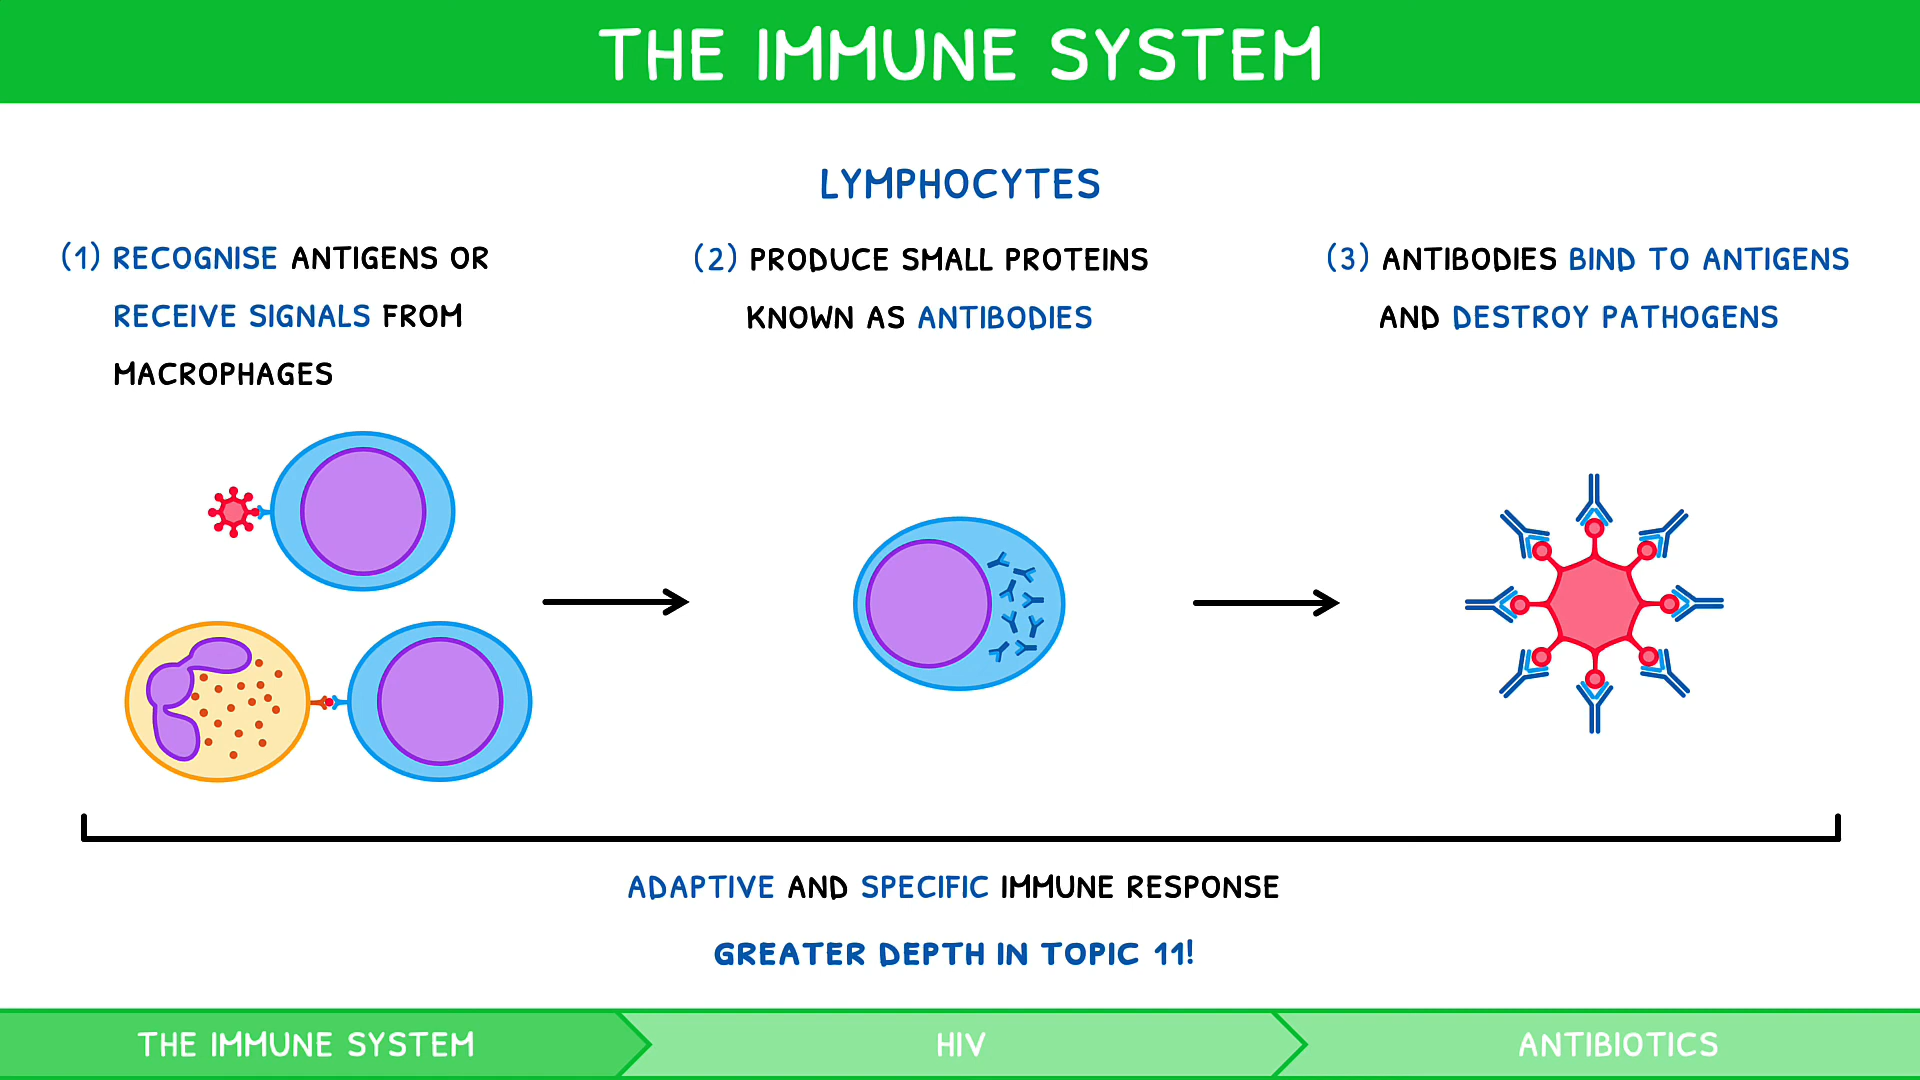 THE IMMUNE SYSTEM
LYMPHOCYTES
(1) RECOGNISE ANTIGENS OR
RECEIVE SIGNALS FROM
MACROPHAGES
(2) PRODUCE SMALL PROTEINS
KNOWN AS ANTIBODIES
(3) ANTIBODIES BIND TO ANTIGENS
AND DESTROY PATHOGENS
ADAPTIVE AND SPECIFIC IMMUNE RESPONSE
GREATER DEPTH IN TOPIC 11!
THE IMMUNE SYSTEM
HIV
ANTIBIOTICS